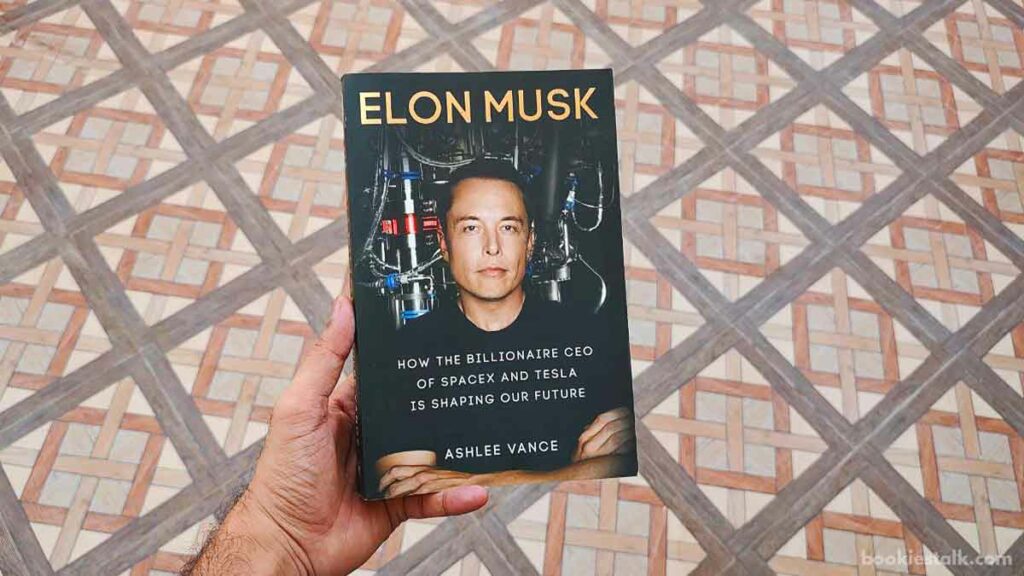 ELON MUSK
HOW THE BILLIONAIRE CEO
OF SPACEX AND TESLA
IS SHAPING OUR FUTURE
ASHLEE VANCE
bookiestalk.com